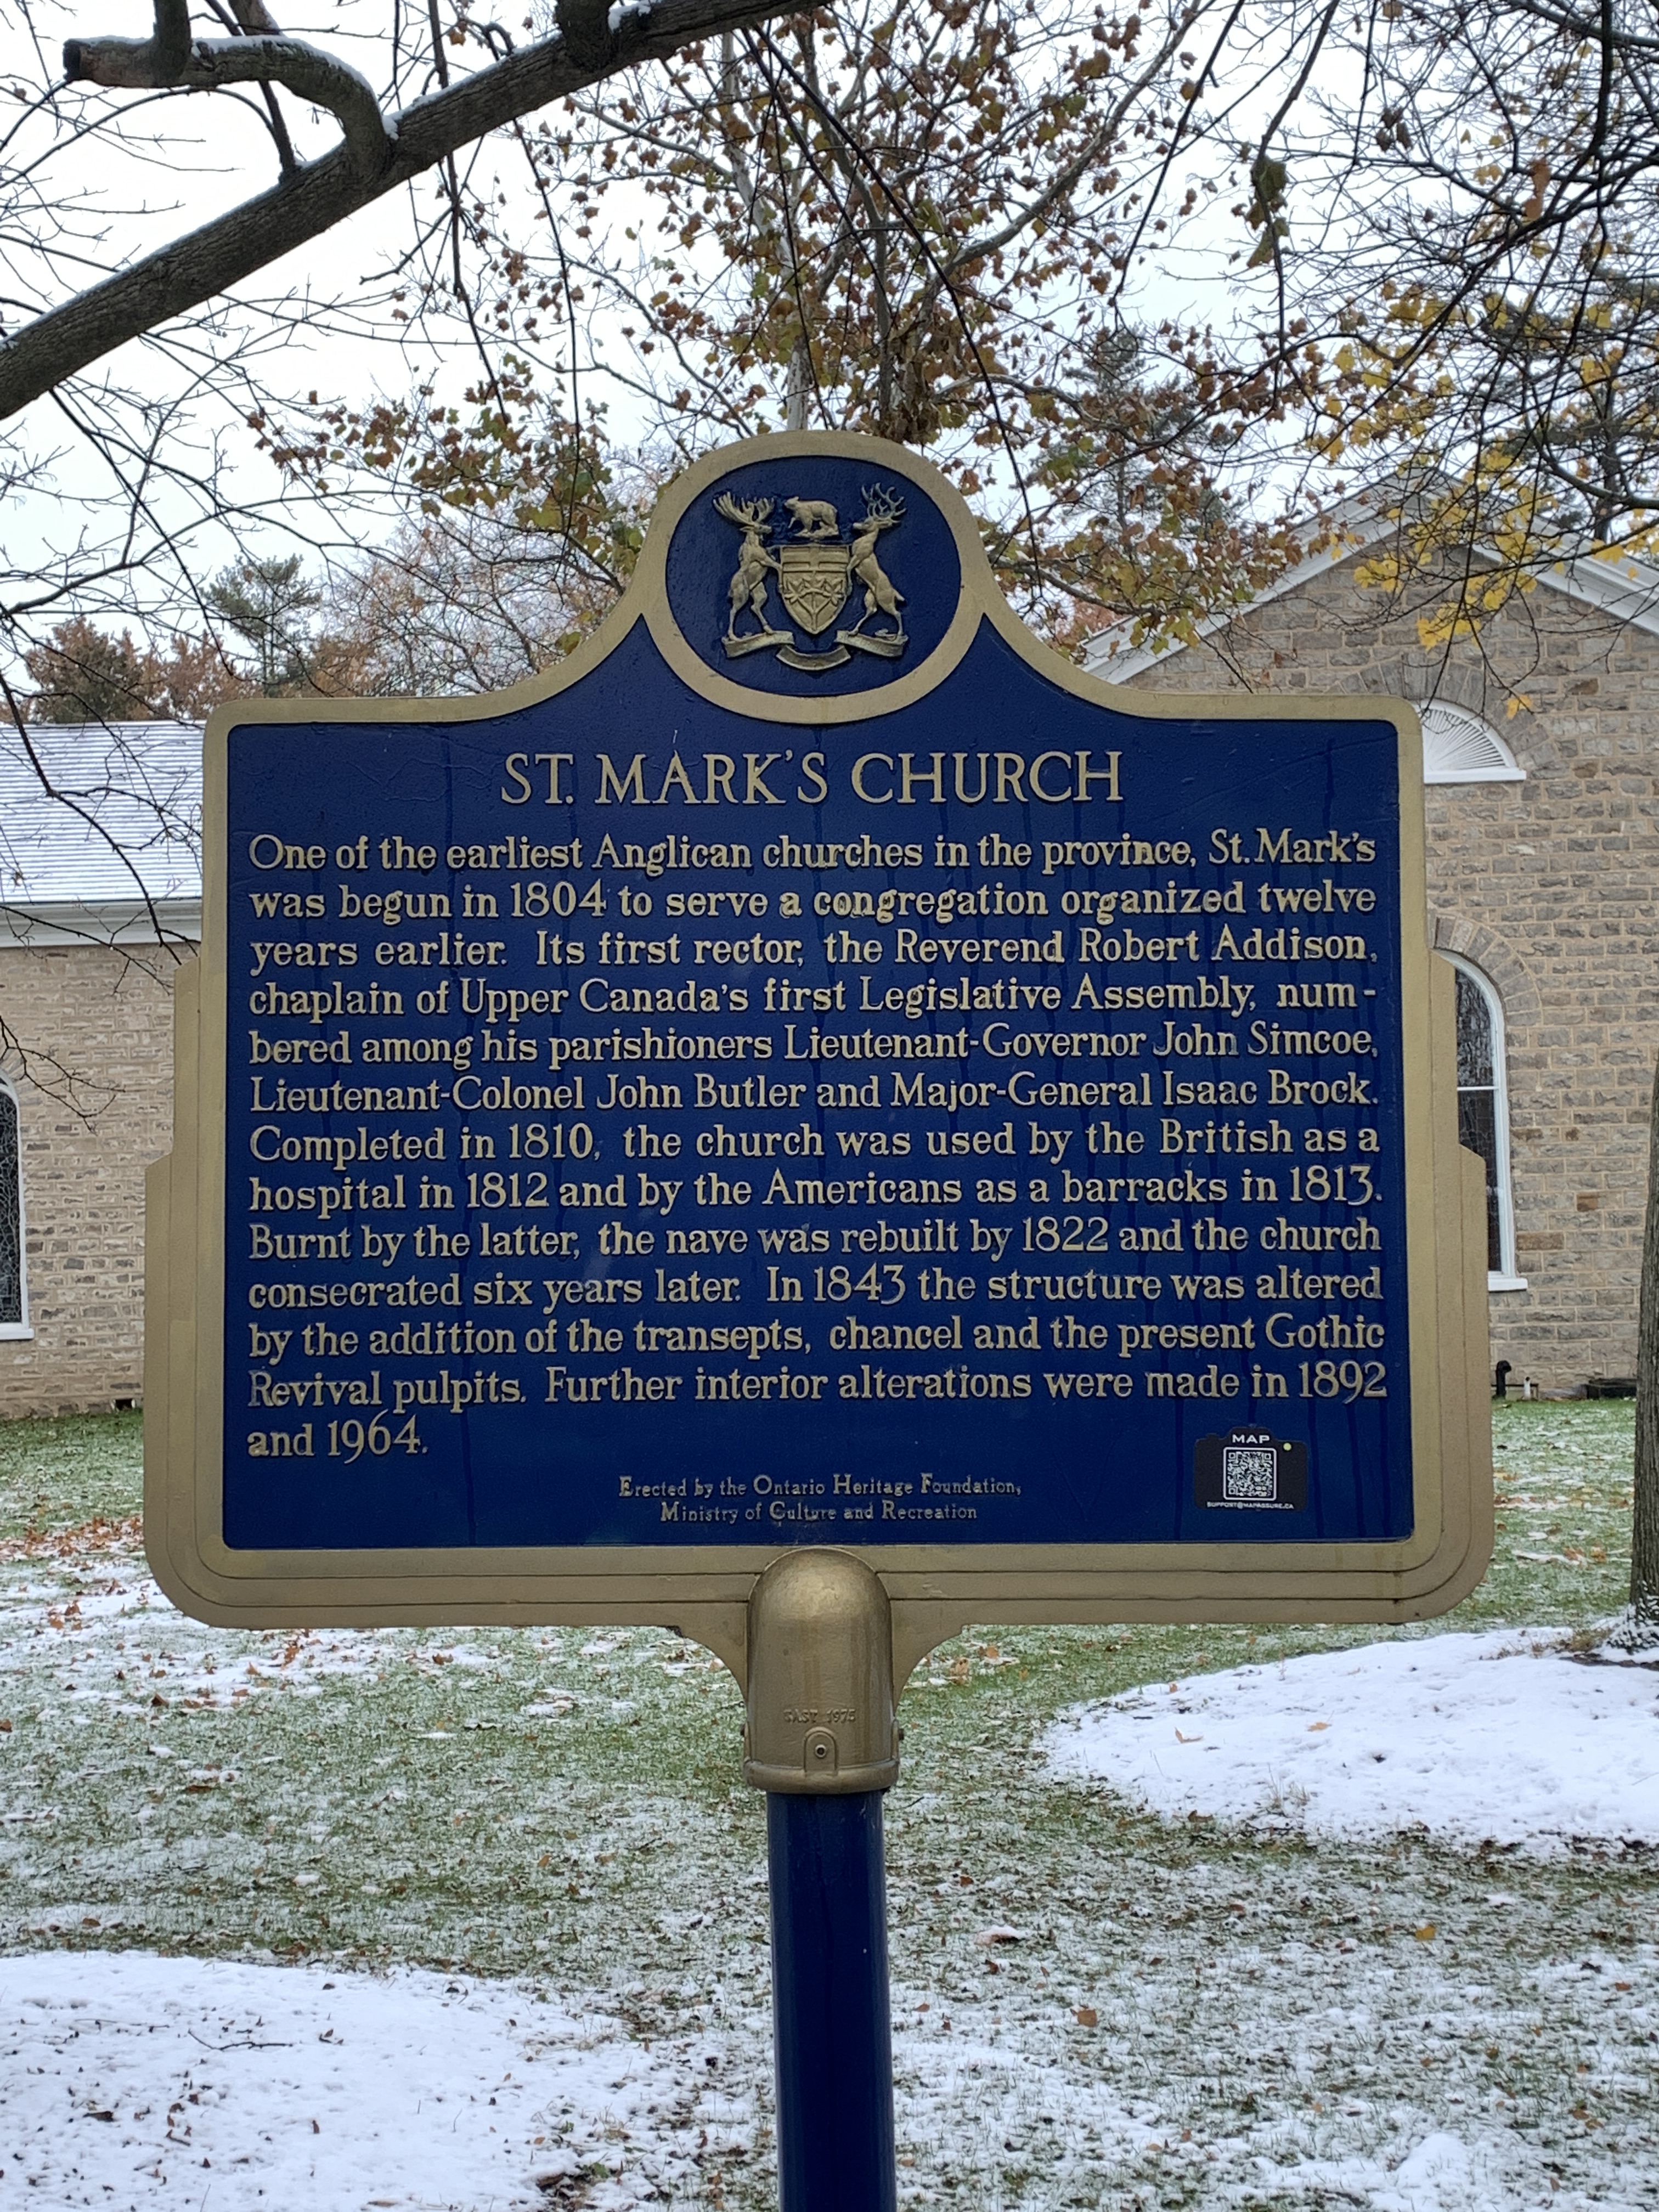 ST. MARK'S CHURCH
One of the earliest Anglican churches in the province, St. Mark's
was begun in 1804 to serve a congregation organized twelve
years earlier. Its first rector, the Reverend Robert Addison,
chaplain of Upper Canada's first Legislative Assembly, num-
bered among his parishioners Lieutenant-Governor John Simcoe,
Lieutenant-Colonel John Butler and Major-General Isaac Brock.
Completed in 1810, the church was used by the British as a
hospital in 1812 and by the Americans as a barracks in 1813.
Burnt by the latter, the nave was rebuilt by 1822 and the church
consecrated six years later. In 1843 the structure was altered
by the addition of the transepts, chancel and the present Gothic
Revival pulpits. Further interior alterations were made in 1892
and 1964.
MAP
SUPPORT@MAPASSURE.CA
Erected by the Ontario Heritage Foundation,
Ministry of Culture and Recreation
CAST 1975